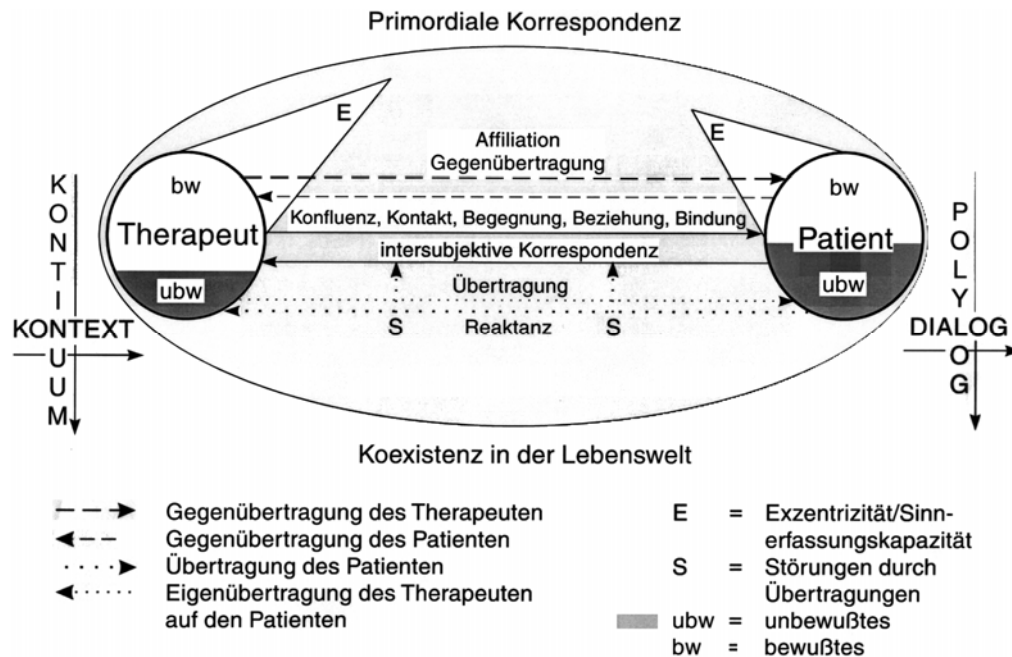 Primordiale Korrespondenz
E
E
Affiliation
Gegenübertragung
bw
bw
KONTINUUM
POLYLOG
Konfluenz, Kontakt, Begegnung, Beziehung, Bindung
Therapeut
Patient
intersubjektive Korrespondenz
ubw
ubw
Übertragung
KONTEXT
S
Reaktanz
S
DIALOG
Koexistenz in der Lebenswelt
Gegenübertragung des Therapeuten
Gegenübertragung des Patienten
Übertragung des Patienten
Eigenübertragung des Therapeuten
auf den Patienten
E = Exzentrizität/Sinn-
erfassungskapazität
S = Störungen durch
Übertragungen
ubw = unbewußtes
bw = bewußtes